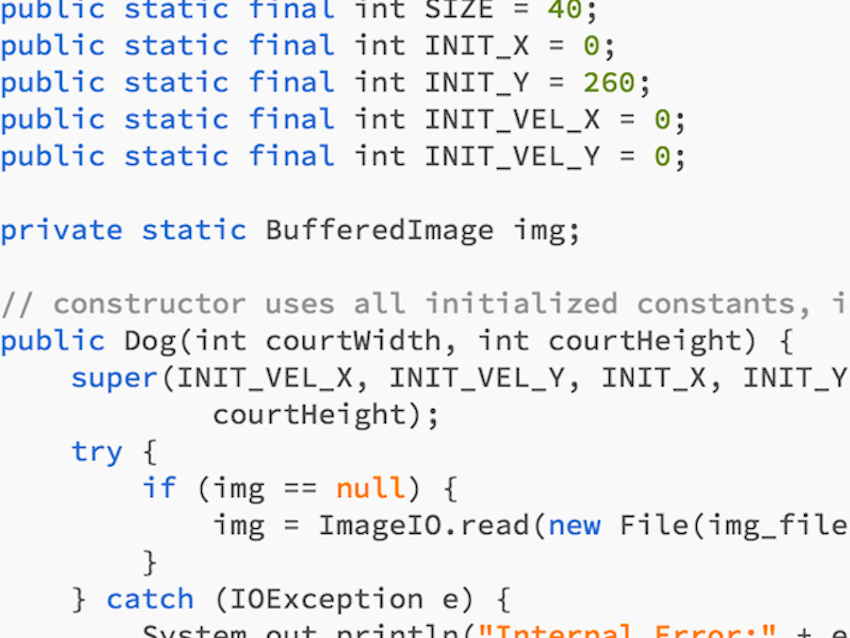 public static final int SIZE = 40;
public static final int INIT_X = 0;
public static final int INIT_Y = 260;
public static final int INIT_VEL_X = 0;
public static final int INIT_VEL_Y = 0;
private static BufferedImage img;
// constructor uses all initialized constants, i
public Dog(int courtWidth, int courtHeight) {
super(INIT_VEL_X, INIT_VEL_Y, INIT_X, INIT_Y
courtHeight);
try {
if (img == null) {
img = ImageIO.read(new File(img_file
}
} catch (IOException e) {
System.out.println("Internal Error:" + e